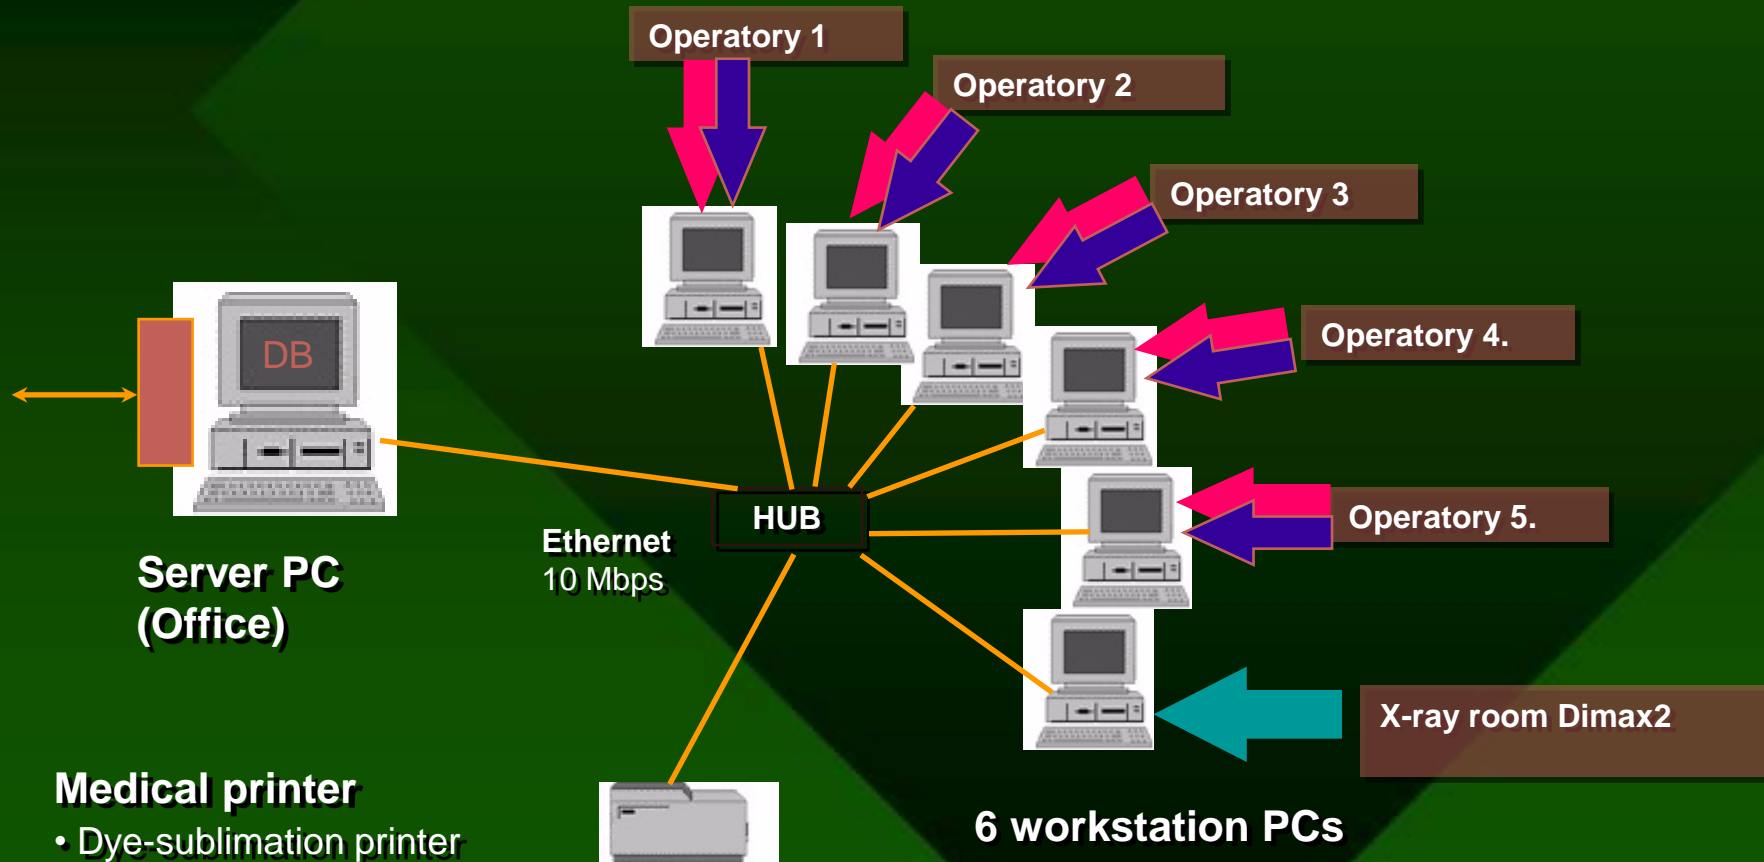 Operatory 1
Operatory 2
Operatory 3
Operatory 4.
DB
HUB
Operatory 5.
Ethernet
10 Mbps
Server PC
(Office)
X-ray room Dimax2
Medical printer
• Dye-sublimation printer
6 workstation PCs